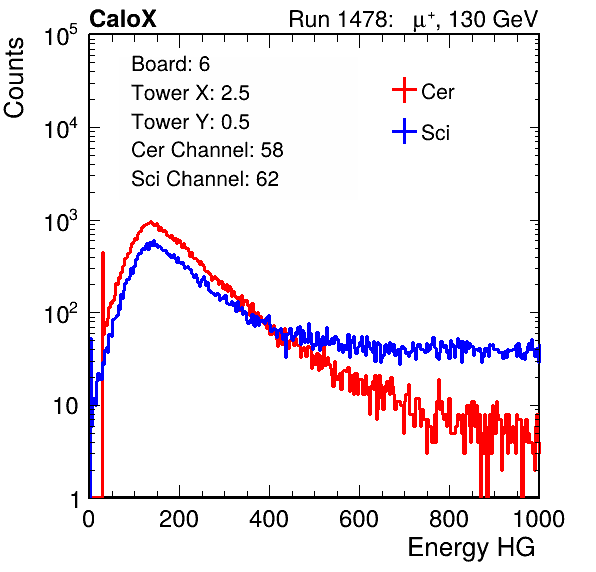 CaloX Run 1478: μ⁺, 130 GeV
Board: 6
Tower X: 2.5
Tower Y: 0.5
Cer Channel: 58
Sci Channel: 62
Cer
Sci
Counts
10⁵
10⁴
10³
10²
10
1
0 200 400 600 800 1000
Energy HG